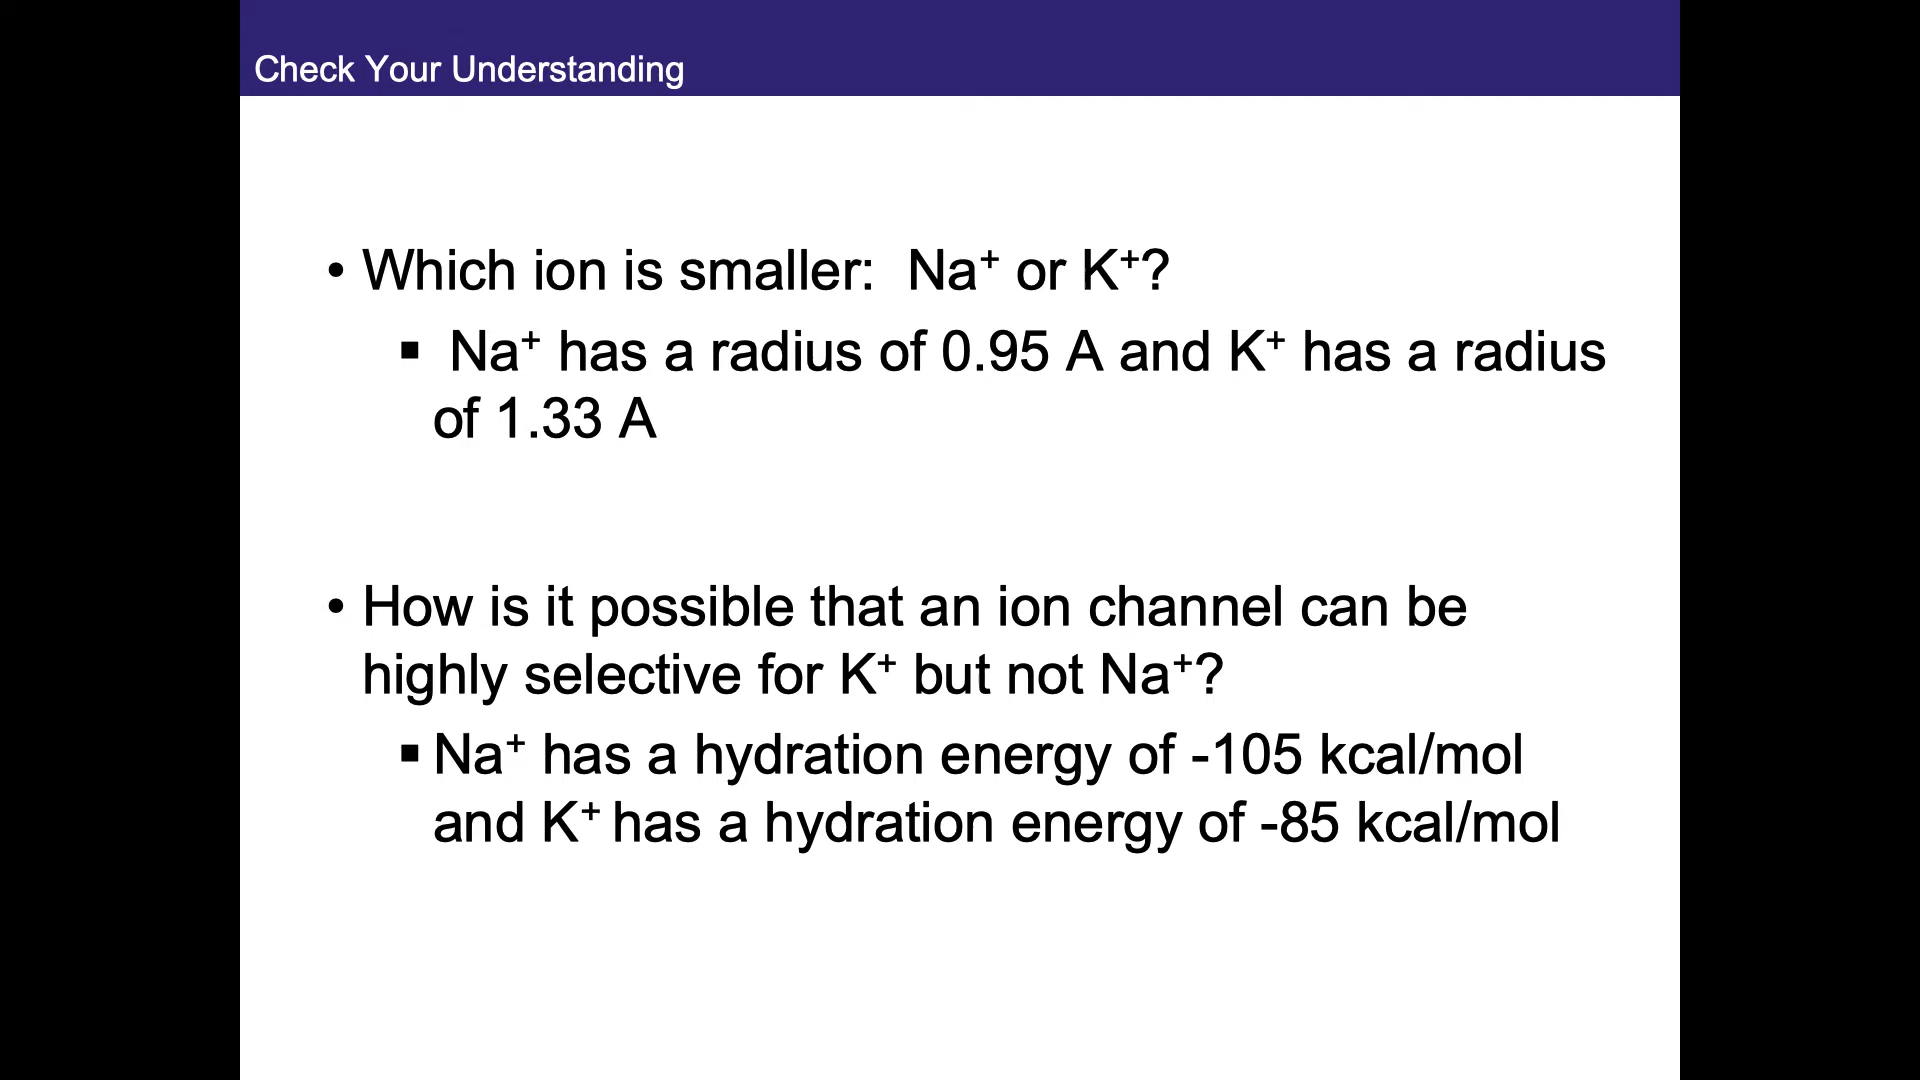 Check Your Understanding
• Which ion is smaller:  Na⁺ or K⁺?
▪ Na⁺ has a radius of 0.95 A and K⁺ has a radius
of 1.33 A
• How is it possible that an ion channel can be
highly selective for K⁺ but not Na⁺?
▪ Na⁺ has a hydration energy of -105 kcal/mol
and K⁺ has a hydration energy of -85 kcal/mol